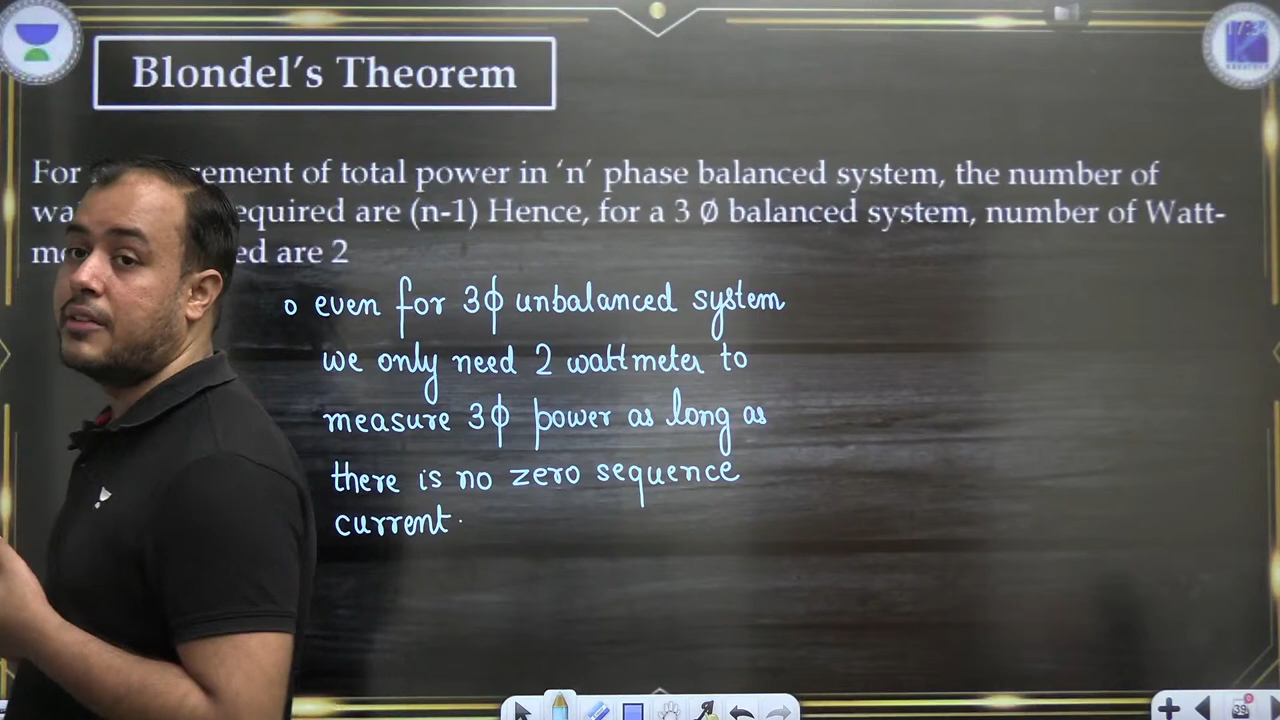 Blondel's Theorem
For rement of total power in 'n' phase balanced system, the number of
wa equired are (n-1) Hence, for a 3 Ø balanced system, number of Watt-
m ed are 2
o even for 3ϕ unbalanced system
we only need 2 wattmeter to
measure 3ϕ power as long as
there is no zero sequence
current.
39